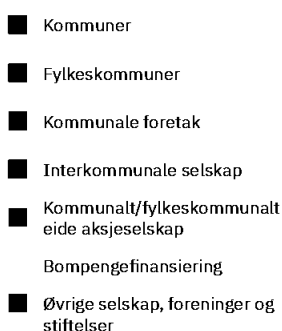 Kommuner
Fylkeskommuner
Kommunale foretak
Interkommunale selskap
Kommunalt/fylkeskommunalt
eide aksjeselskap
Bompengefinansiering
Øvrige selskap, foreninger og
stiftelser